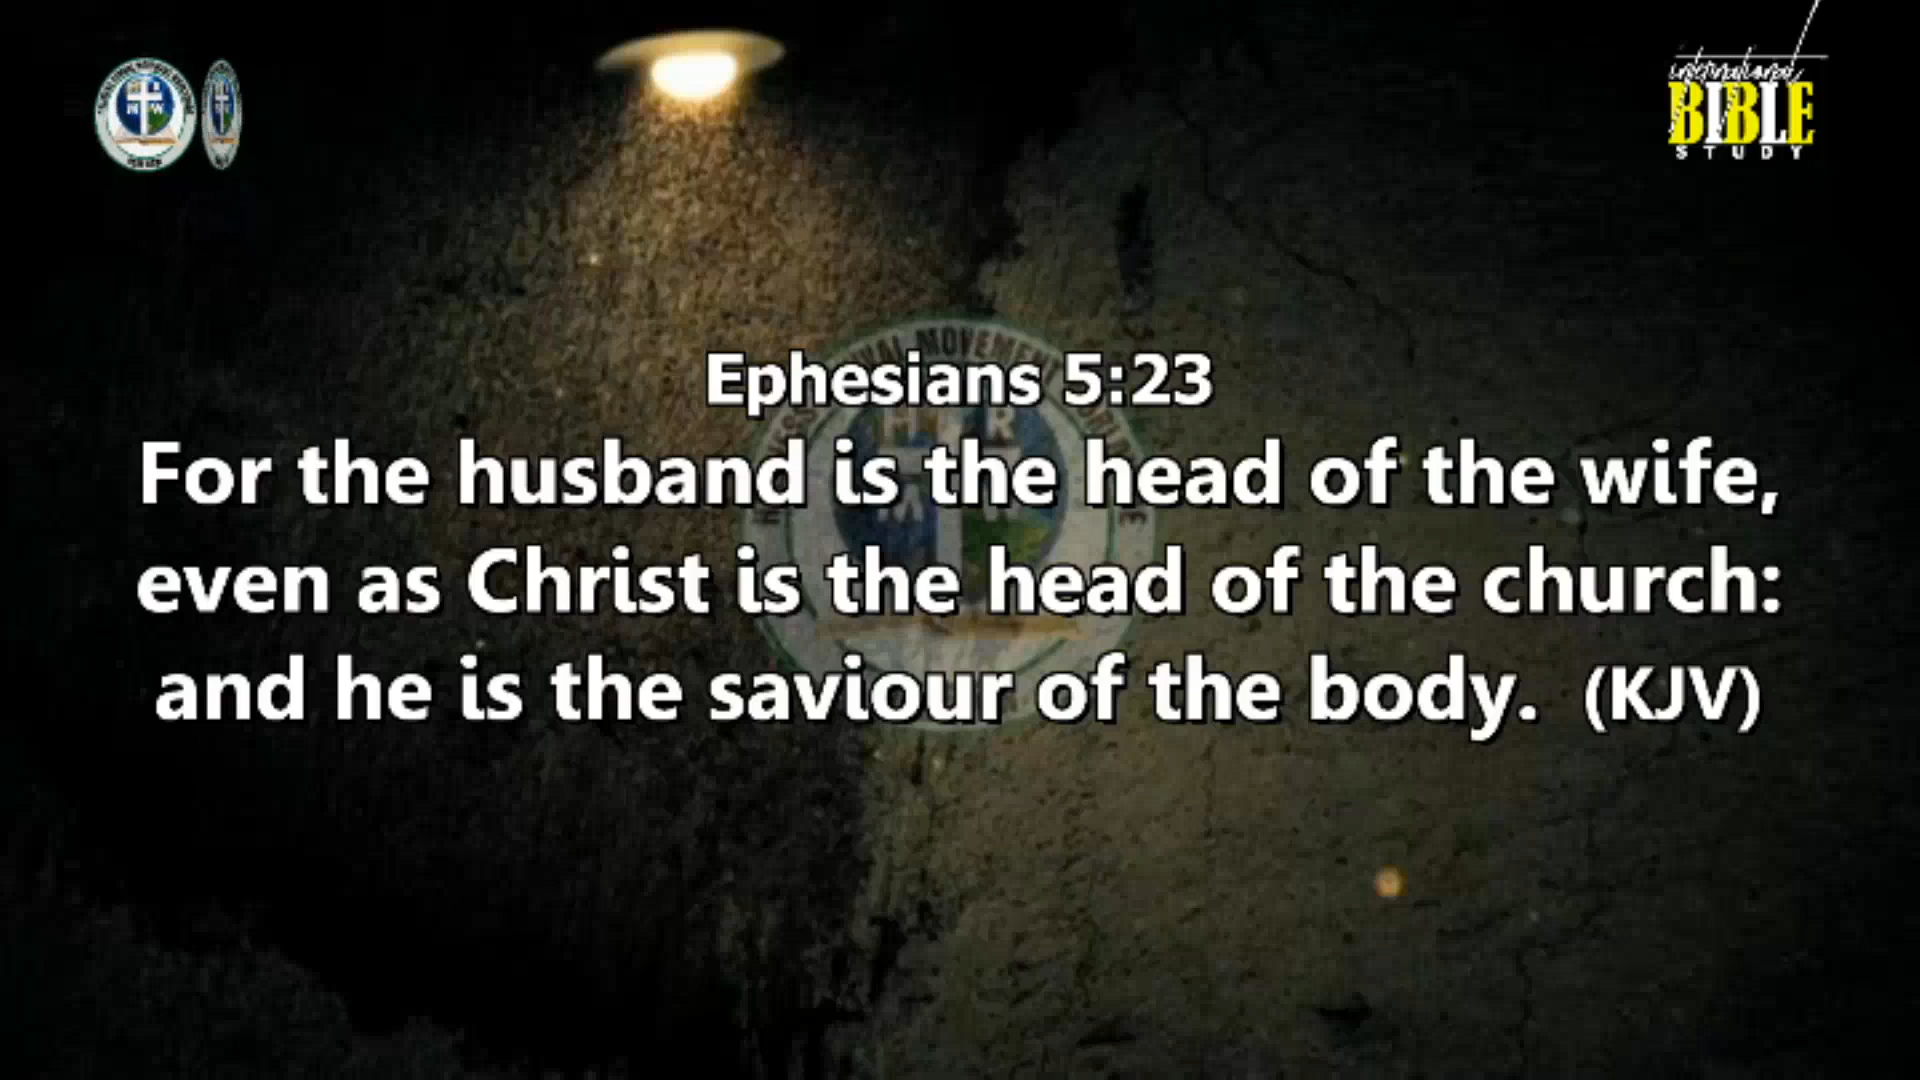 international
BIBLE
STUDY
Ephesians 5:23
For the husband is the head of the wife,
even as Christ is the head of the church:
and he is the saviour of the body.  (KJV)